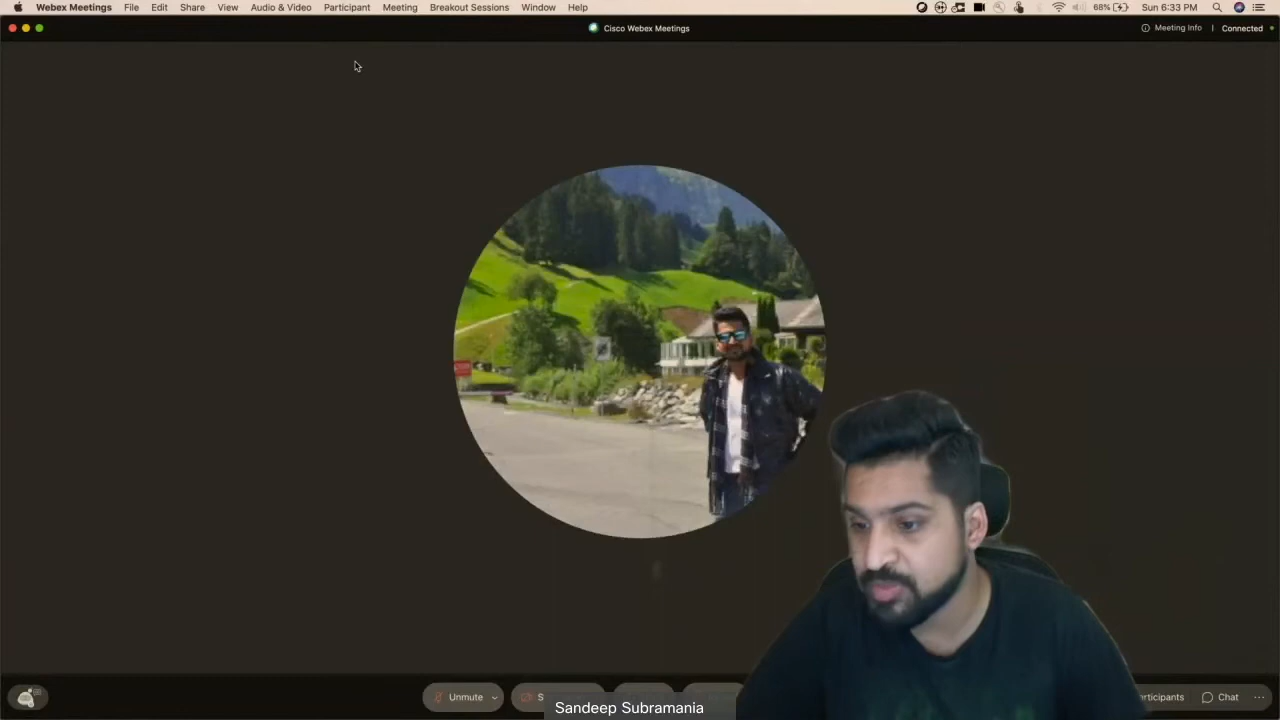 Webex Meetings File Edit Share View Audio & Video Participant Meeting Breakout Sessions Window Help 68% Sun 6:33 PM
Cisco Webex Meetings Meeting Info | Connected
Unmute S rticipants Chat
Sandeep Subramania